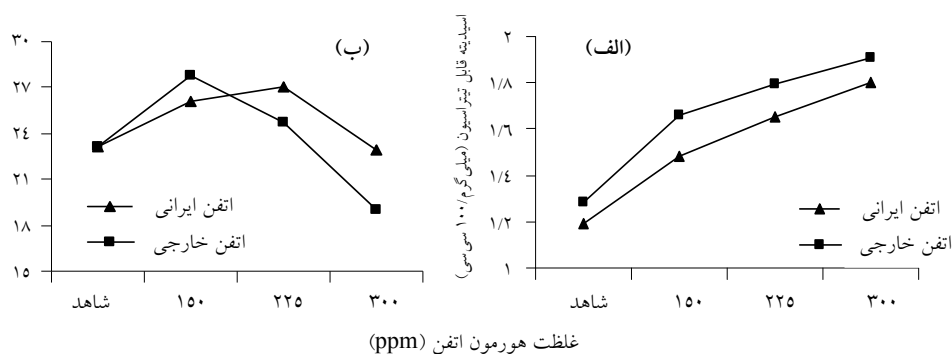 (الف)
اسیدیته قابل تیتراسیون (میلی گرم/۱۰۰ سی سی)
۲
۱/۸
۱/۶
۱/٤
۱/۲
۱
اتفن ایرانی
اتفن خارجی
شاهد ۱۵۰ ۲۲۵ ۳۰۰
(ب)
۳۰
۲۷
۲٤
۲۱
۱۸
۱۵
اتفن ایرانی
اتفن خارجی
شاهد ۱۵۰ ۲۲۵ ۳۰۰
غلظت هورمون اتفن (ppm)